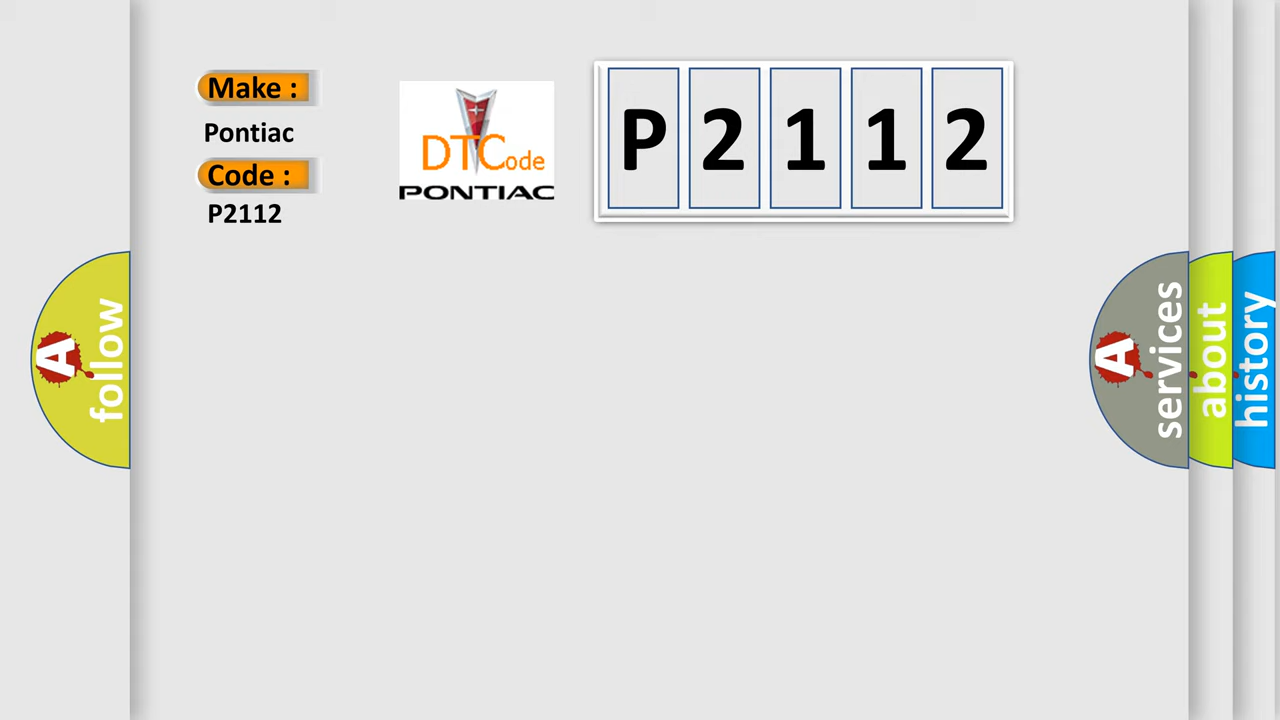 Make :
Pontiac
Code :
P2112
DTCode
PONTIAC
P 2 1 1 2
A follow
A services
about
history